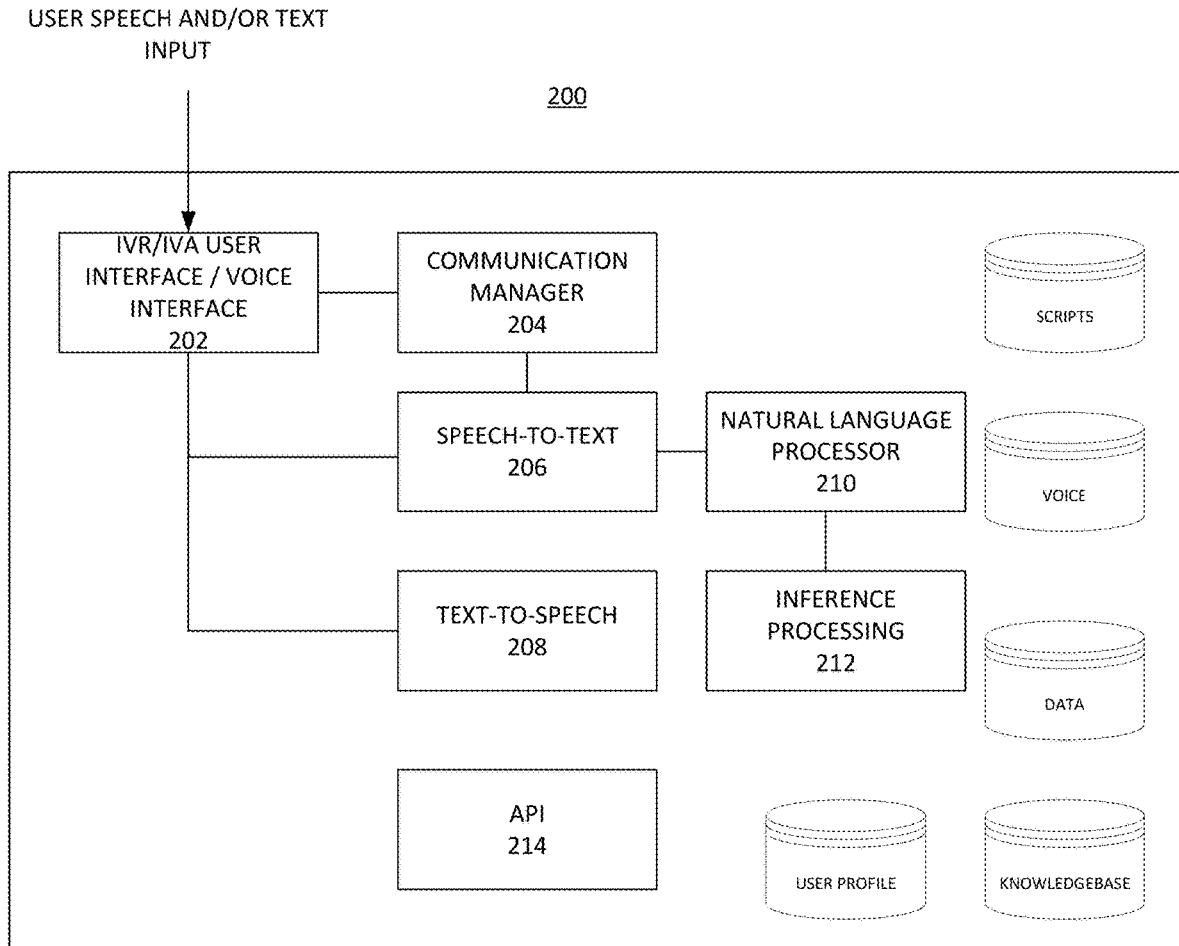 USER SPEECH AND/OR TEXT
INPUT
200
IVR/IVA USER
INTERFACE / VOICE
INTERFACE
202
COMMUNICATION
MANAGER
204
SCRIPTS
SPEECH-TO-TEXT
206
NATURAL LANGUAGE
PROCESSOR
210
VOICE
TEXT-TO-SPEECH
208
INFERENCE
PROCESSING
212
DATA
API
214
USER PROFILE
KNOWLEDGEBASE